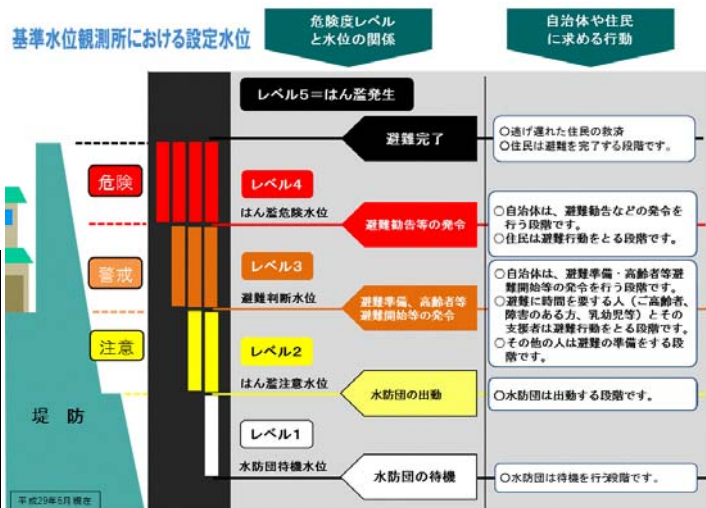 基準水位観測所における設定水位
危険度レベル
と水位の関係
自治体や住民
に求める行動
レベル5=はん濫発生
避難完了
○逃げ遅れた住民の救済
○住民は避難を完了する段階です。
危険
レベル4
はん濫危険水位
避難勧告等の発令
○自治体は、避難勧告などの発令を
行う段階です。
○住民は避難行動をとる段階です。
警戒
レベル3
避難判断水位
避難準備、高齢者等
避難開始等の発令
○自治体は、避難準備・高齢者等避
難開始等の発令を行う段階です。
○避難に時間を要する人(ご高齢者、
障害のある方、乳幼児等)とその
支援者は避難行動をとる段階です。
○その他の人は避難の準備をする段
階です。
注意
レベル2
はん濫注意水位
水防団の出動
○水防団は出動する段階です。
堤 防
レベル1
水防団待機水位
水防団の待機
○水防団は待機を行う段階です。